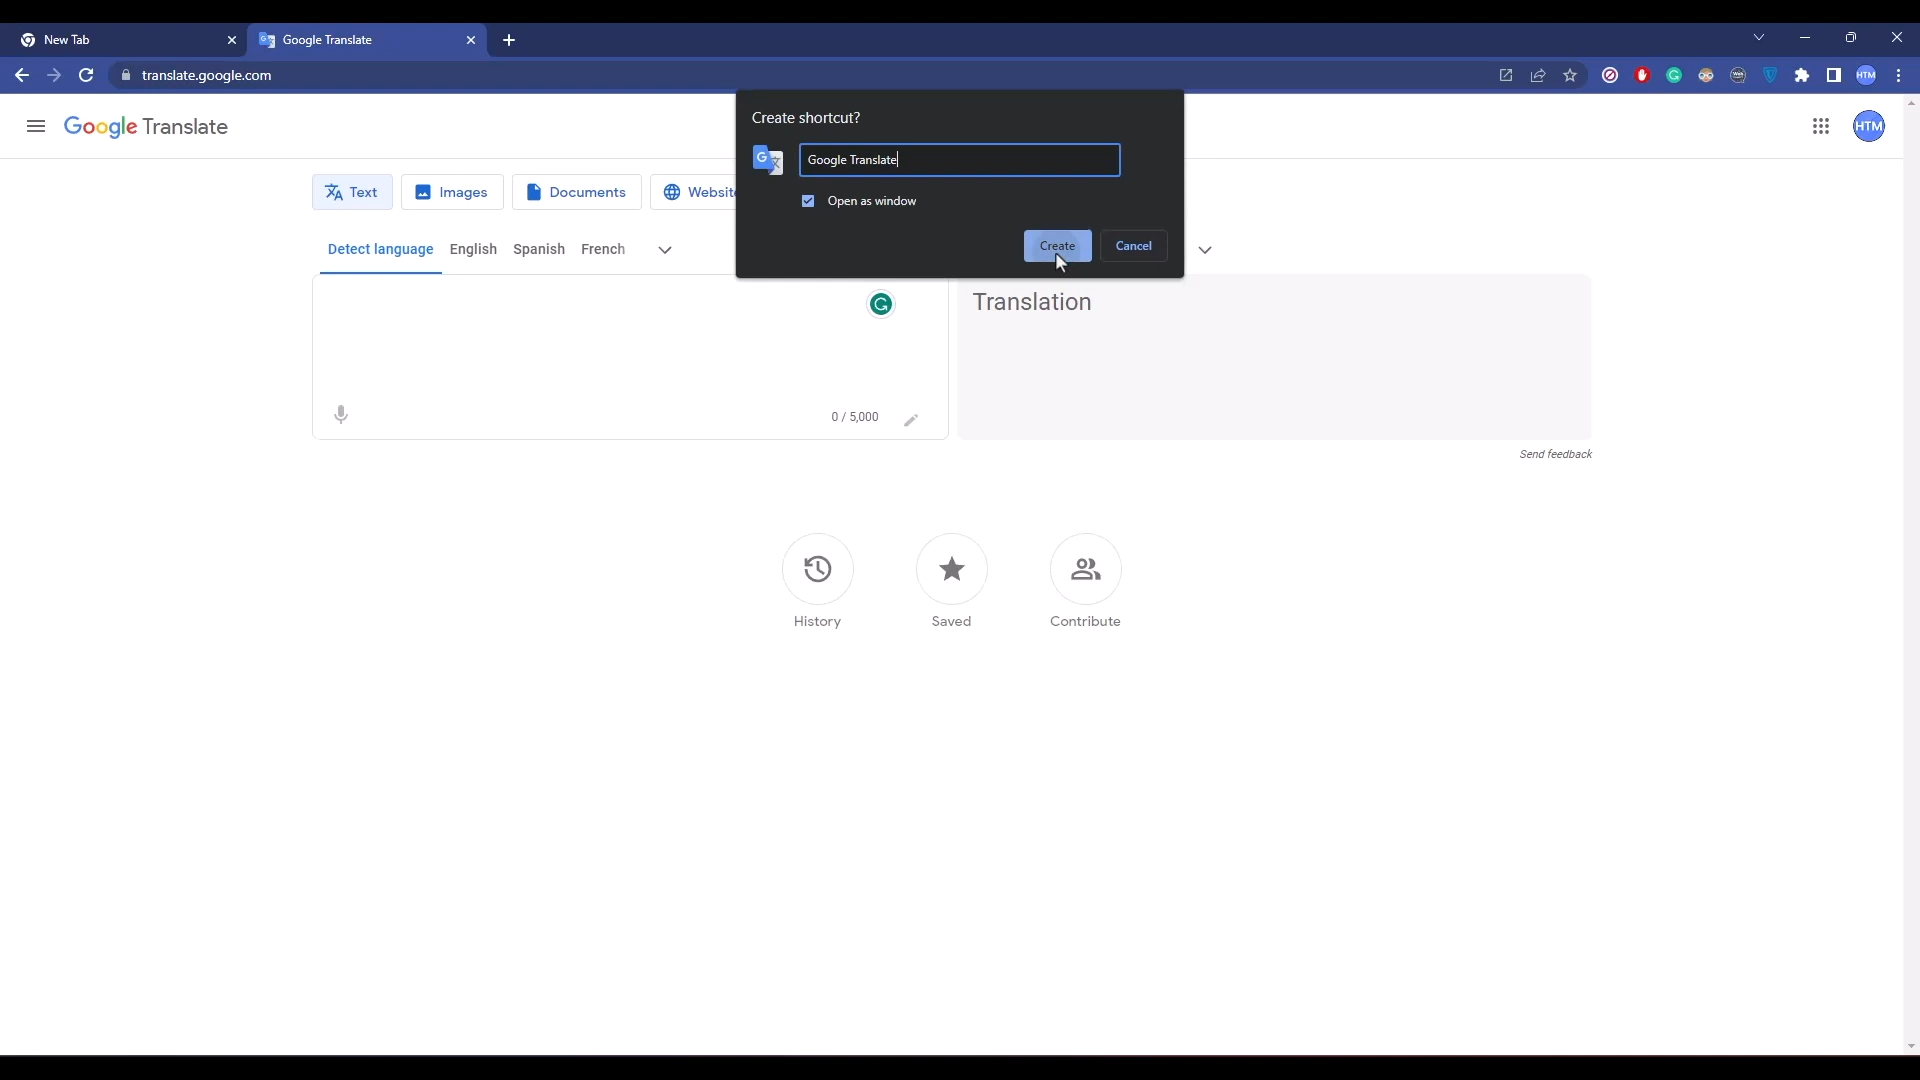 New Tab
Google Translate
translate.google.com
HTM
Google Translate
HTM
Create shortcut?
Google Translate
Open as window
Create
Cancel
Text
Images
Documents
Websit
Detect language
English
Spanish
French
Translation
0 / 5,000
Send feedback
History
Saved
Contribute